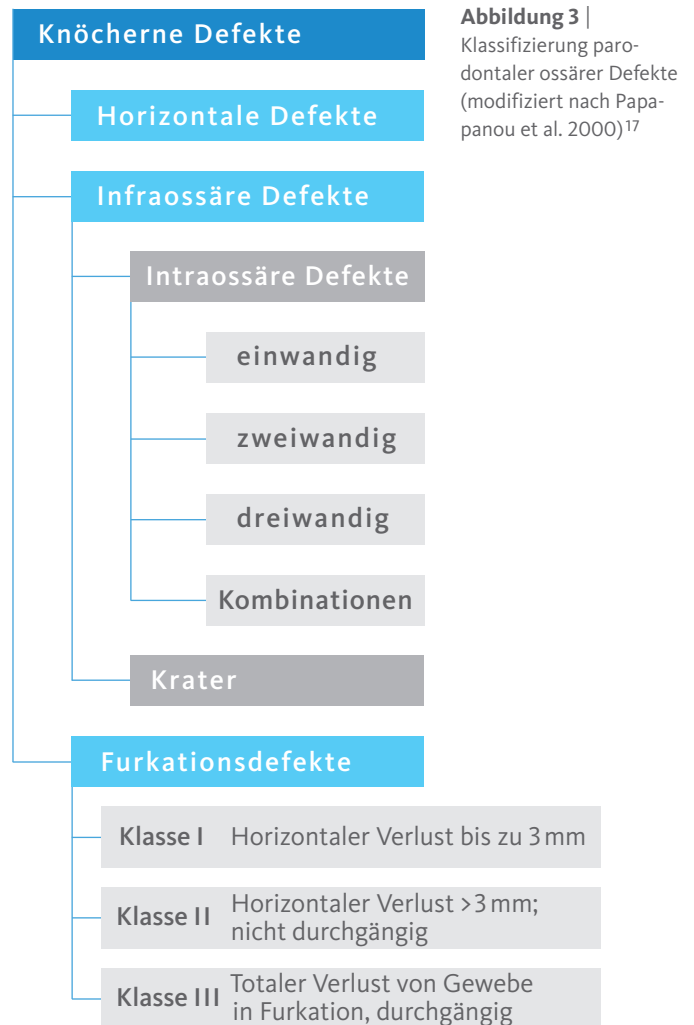 Knöcherne Defekte
Horizontale Defekte
Infraossäre Defekte
Intraossäre Defekte
einwandig
zweiwandig
dreiwandig
Kombinationen
Krater
Furkationsdefekte
Klasse I Horizontaler Verlust bis zu 3 mm
Klasse II Horizontaler Verlust >3 mm;
nicht durchgängig
Klasse III Totaler Verlust von Gewebe
in Furkation, durchgängig
Abbildung 3 |
Klassifizierung paro-
dontaler ossärer Defekte
(modifiziert nach Papa-
panou et al. 2000)17